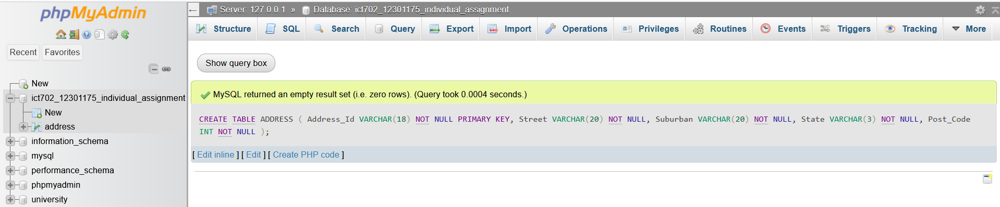 phpMyAdmin
Recent Favorites
New
ict702_12301175_individual_assignment
New
address
information_schema
mysql
performance_schema
phpmyadmin
university
Server: 127.0.0.1 » Database: ict702_12301175_individual_assignment
Structure SQL Search Query Export Import Operations Privileges Routines Events Triggers Tracking More
Show query box
MySQL returned an empty result set (i.e. zero rows). (Query took 0.0004 seconds.)
CREATE TABLE ADDRESS ( Address_Id VARCHAR(18) NOT NULL PRIMARY KEY, Street VARCHAR(20) NOT NULL, Suburban VARCHAR(20) NOT NULL, State VARCHAR(3) NOT NULL, Post_Code
INT NOT NULL );
[ Edit inline ] [ Edit ] [ Create PHP code ]